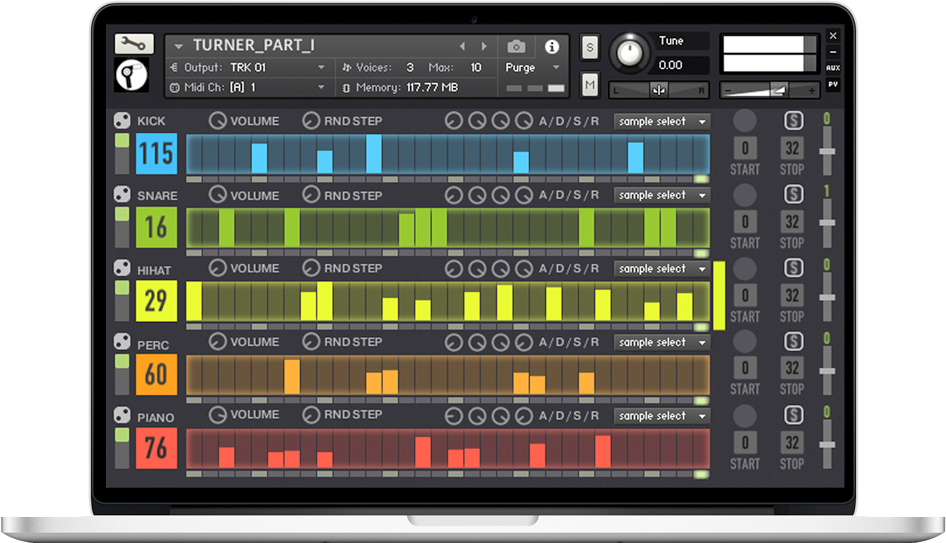 TURNER_PART_I
S
Tune
0.00
×
–
AUX
PV
Output: TRK 01
Voices: 3 Max: 10
Purge
Midi Ch: [A] 1
Memory: 117.77 MB
M
L R
– +
KICK VOLUME RND STEP A/D/S/R sample select S 0
115 0 32
START STOP
SNARE VOLUME RND STEP A/D/S/R sample select S 1
16 0 32
START STOP
HIHAT VOLUME RND STEP A/D/S/R sample select S 0
29 0 32
START STOP
PERC VOLUME RND STEP A/D/S/R sample select S 0
60 0 32
START STOP
PIANO VOLUME RND STEP A/D/S/R sample select S 0
76 0 32
START STOP